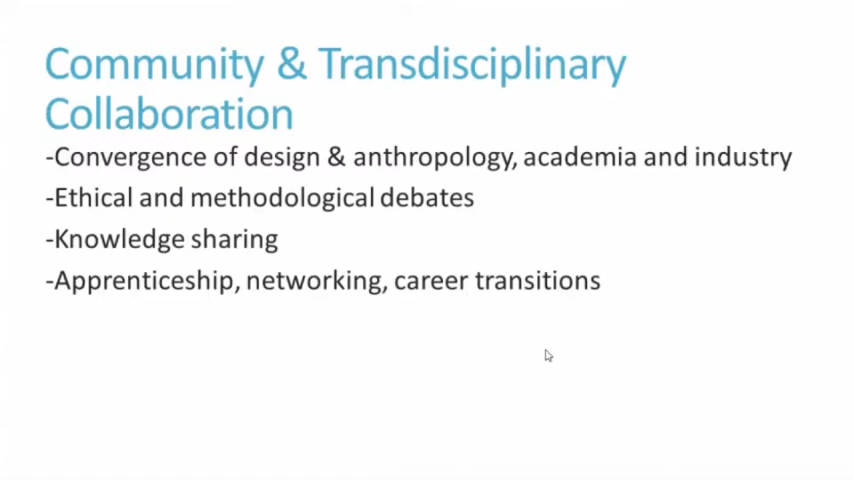 Community & Transdisciplinary
Collaboration
-Convergence of design & anthropology, academia and industry
-Ethical and methodological debates
-Knowledge sharing
-Apprenticeship, networking, career transitions